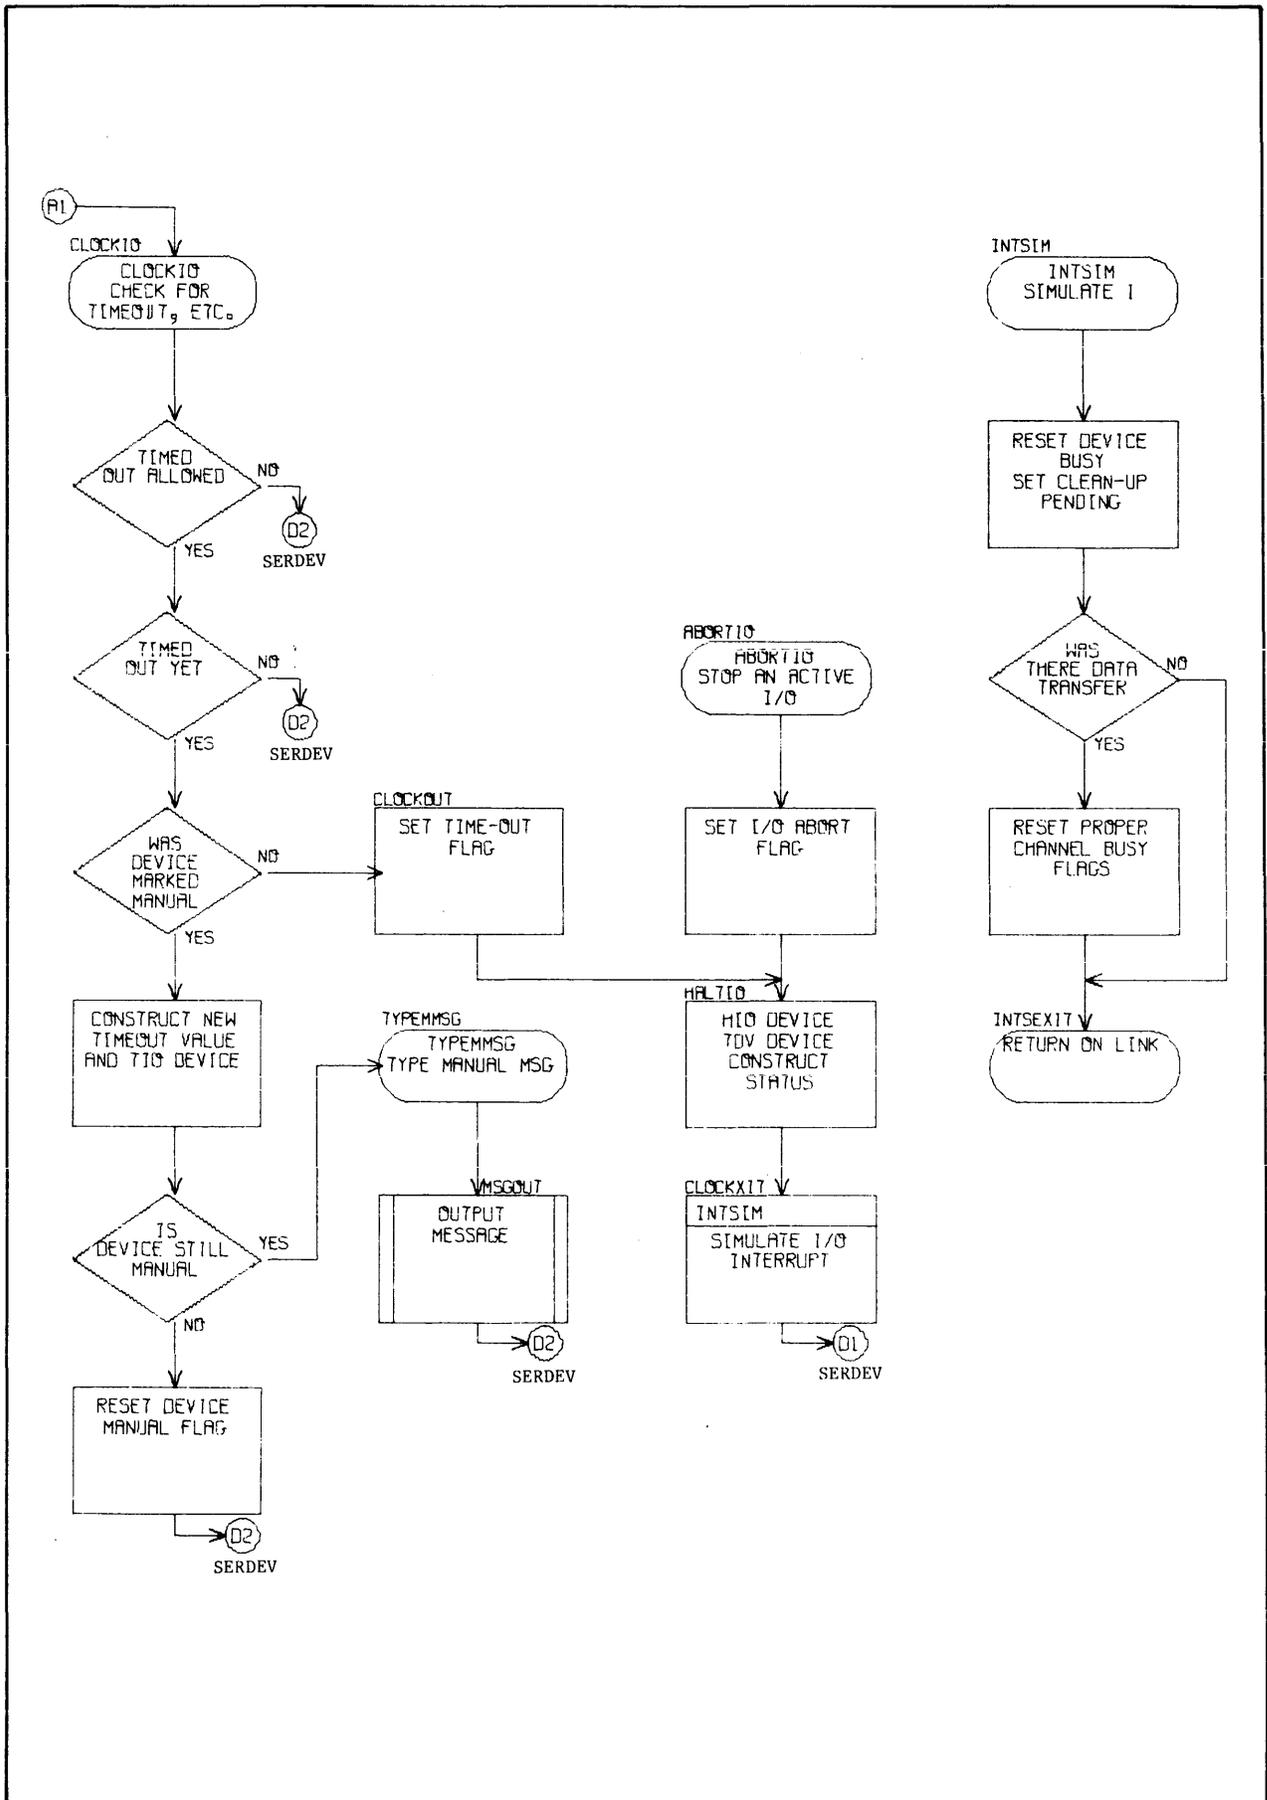 A1
CLOCKIO
CLOCKIO
CHECK FOR
TIMEOUT, ETC.
TIMED
OUT ALLOWED
NO
D2
SERDEV
YES
TIMED
OUT YET
NO
D2
SERDEV
YES
WAS
DEVICE
MARKED
MANUAL
NO
YES
CONSTRUCT NEW
TIMEOUT VALUE
AND TIO DEVICE
IS
DEVICE STILL
MANUAL
YES
NO
RESET DEVICE
MANUAL FLAG
D2
SERDEV
CLOCKOUT
SET TIME-OUT
FLAG
TYPEMMSG
TYPEMMSG
TYPE MANUAL MSG
MSGOUT
OUTPUT
MESSAGE
D2
SERDEV
ABORTIO
ABORTIO
STOP AN ACTIVE
I/O
SET I/O ABORT
FLAG
HALTIO
HIO DEVICE
TDV DEVICE
CONSTRUCT
STATUS
CLOCKXIT
INTSIM
SIMULATE I/O
INTERRUPT
D1
SERDEV
INTSIM
INTSIM
SIMULATE I
RESET DEVICE
BUSY
SET CLEAN-UP
PENDING
WAS
THERE DATA
TRANSFER
NO
YES
RESET PROPER
CHANNEL BUSY
FLAGS
INTSEXIT
RETURN ON LINK